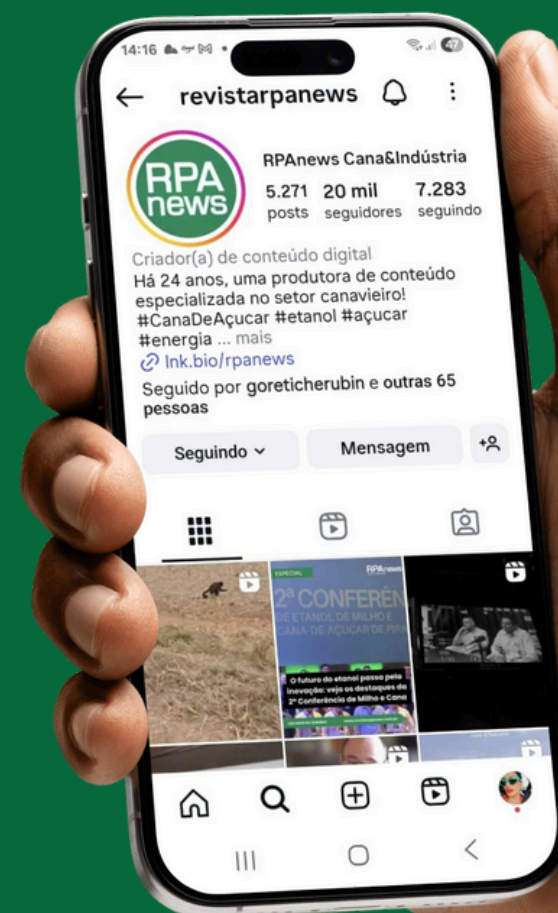 14:16
47
revistarpanews
RPA
news
RPAnews Cana&Indústria
5.271 20 mil 7.283
posts seguidores seguindo
Criador(a) de conteúdo digital
Há 24 anos, uma produtora de conteúdo
especializada no setor canavieiro!
#CanaDeAçucar #etanol #açucar
#energia ... mais
lnk.bio/rpanews
Seguido por goreticherubin e outras 65
pessoas
Seguindo
Mensagem
ESPECIAL
RPAnews
2ª CONFERÊN
DE ETANOL DE MILHO E
CANA DE AÇÚCAR DE PIRA
O futuro do etanol passa pela
inovação: veja os destaques da
2ª Conferência de Milho e Cana